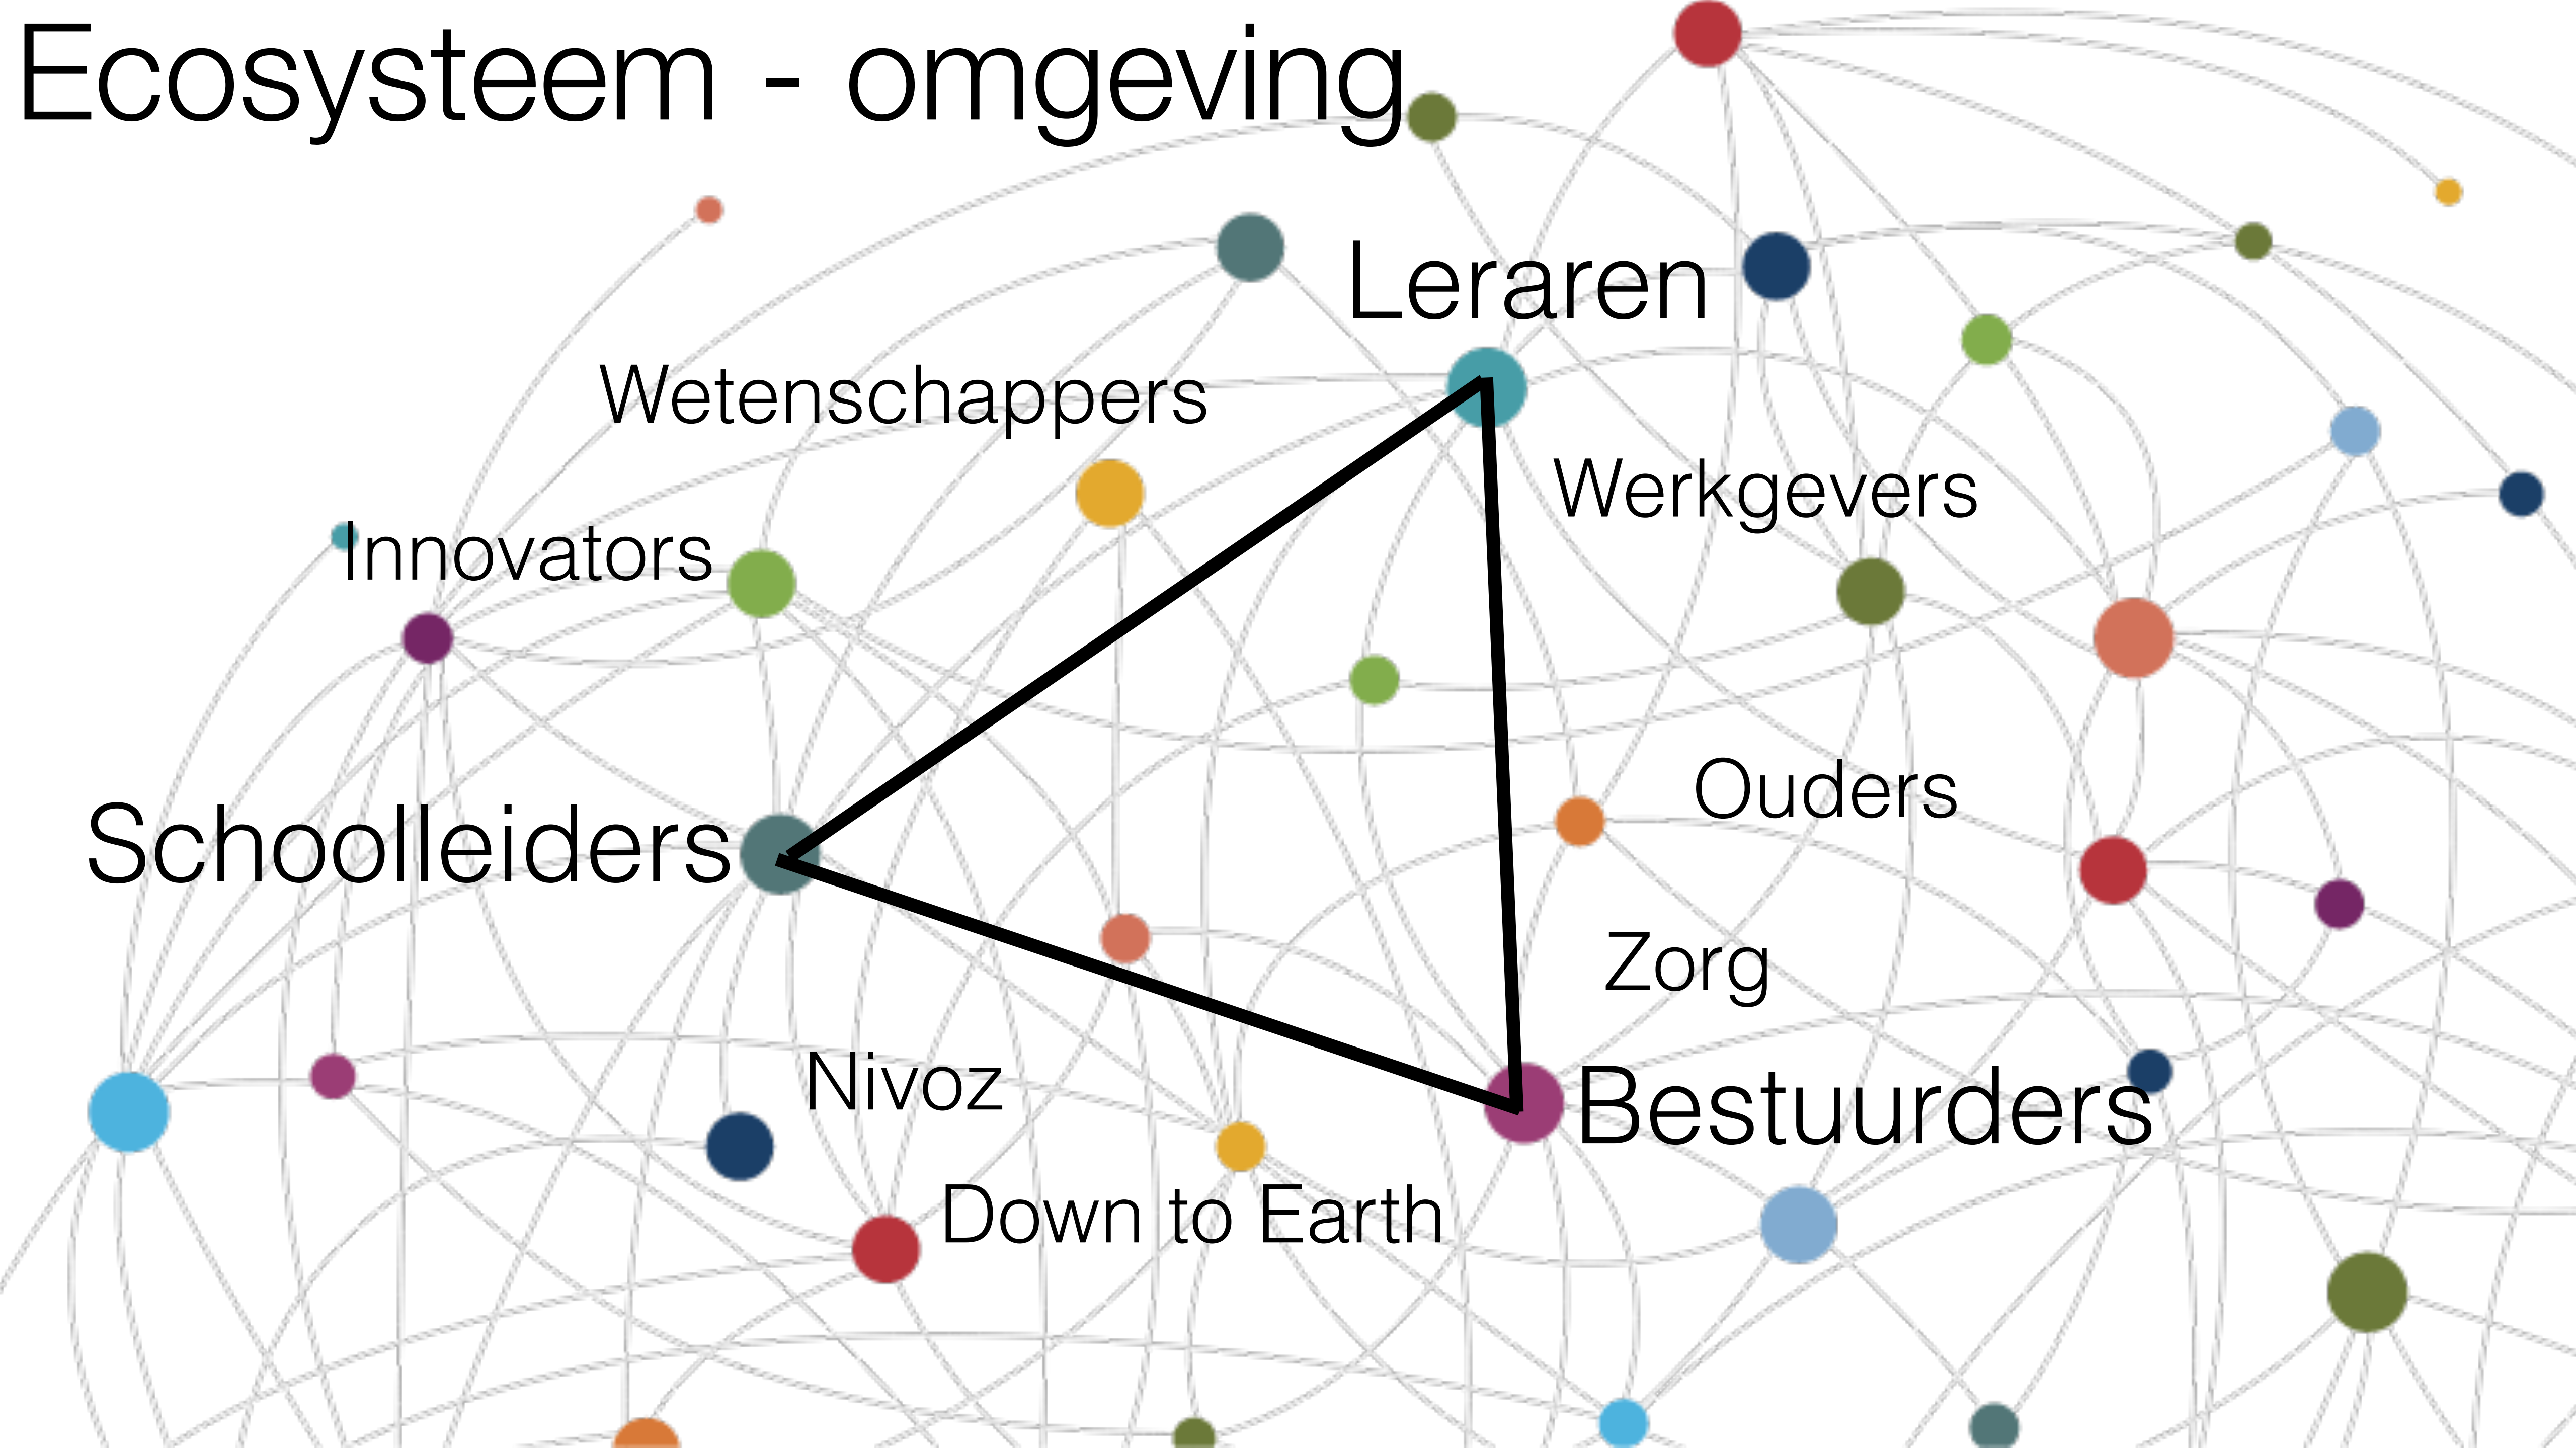 Ecosysteem - omgeving
Leraren
Wetenschappers
Werkgevers
Innovators
Ouders
Schoolleiders
Zorg
Nivoz
Bestuurders
Down to Earth